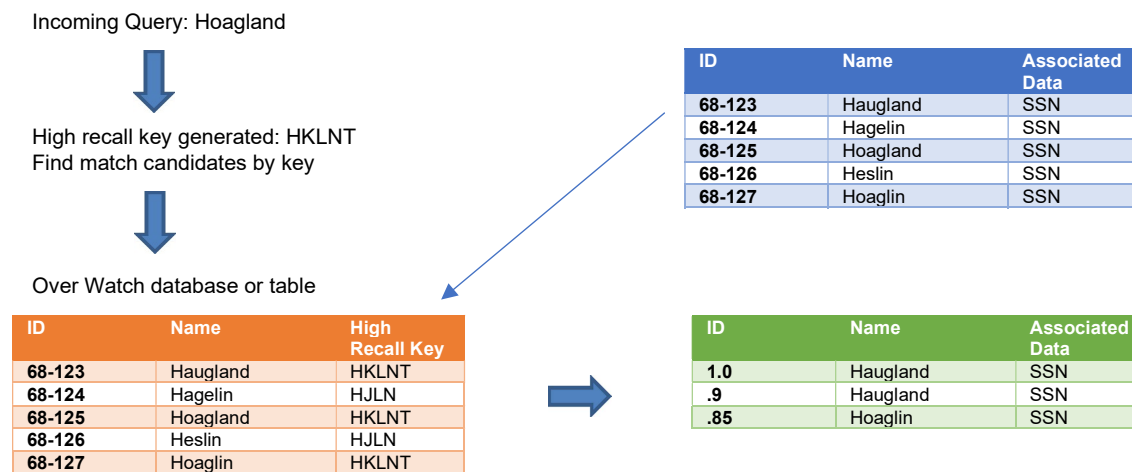 Incoming Query: Hoagland
High recall key generated: HKLNT
Find match candidates by key
Over Watch database or table
ID Name High Recall Key
68-123 Haugland HKLNT
68-124 Hagelin HJLN
68-125 Hoagland HKLNT
68-126 Heslin HJLN
68-127 Hoaglin HKLNT
ID Name Associated Data
68-123 Haugland SSN
68-124 Hagelin SSN
68-125 Hoagland SSN
68-126 Heslin SSN
68-127 Hoaglin SSN
ID Name Associated Data
1.0 Haugland SSN
.9 Haugland SSN
.85 Hoaglin SSN